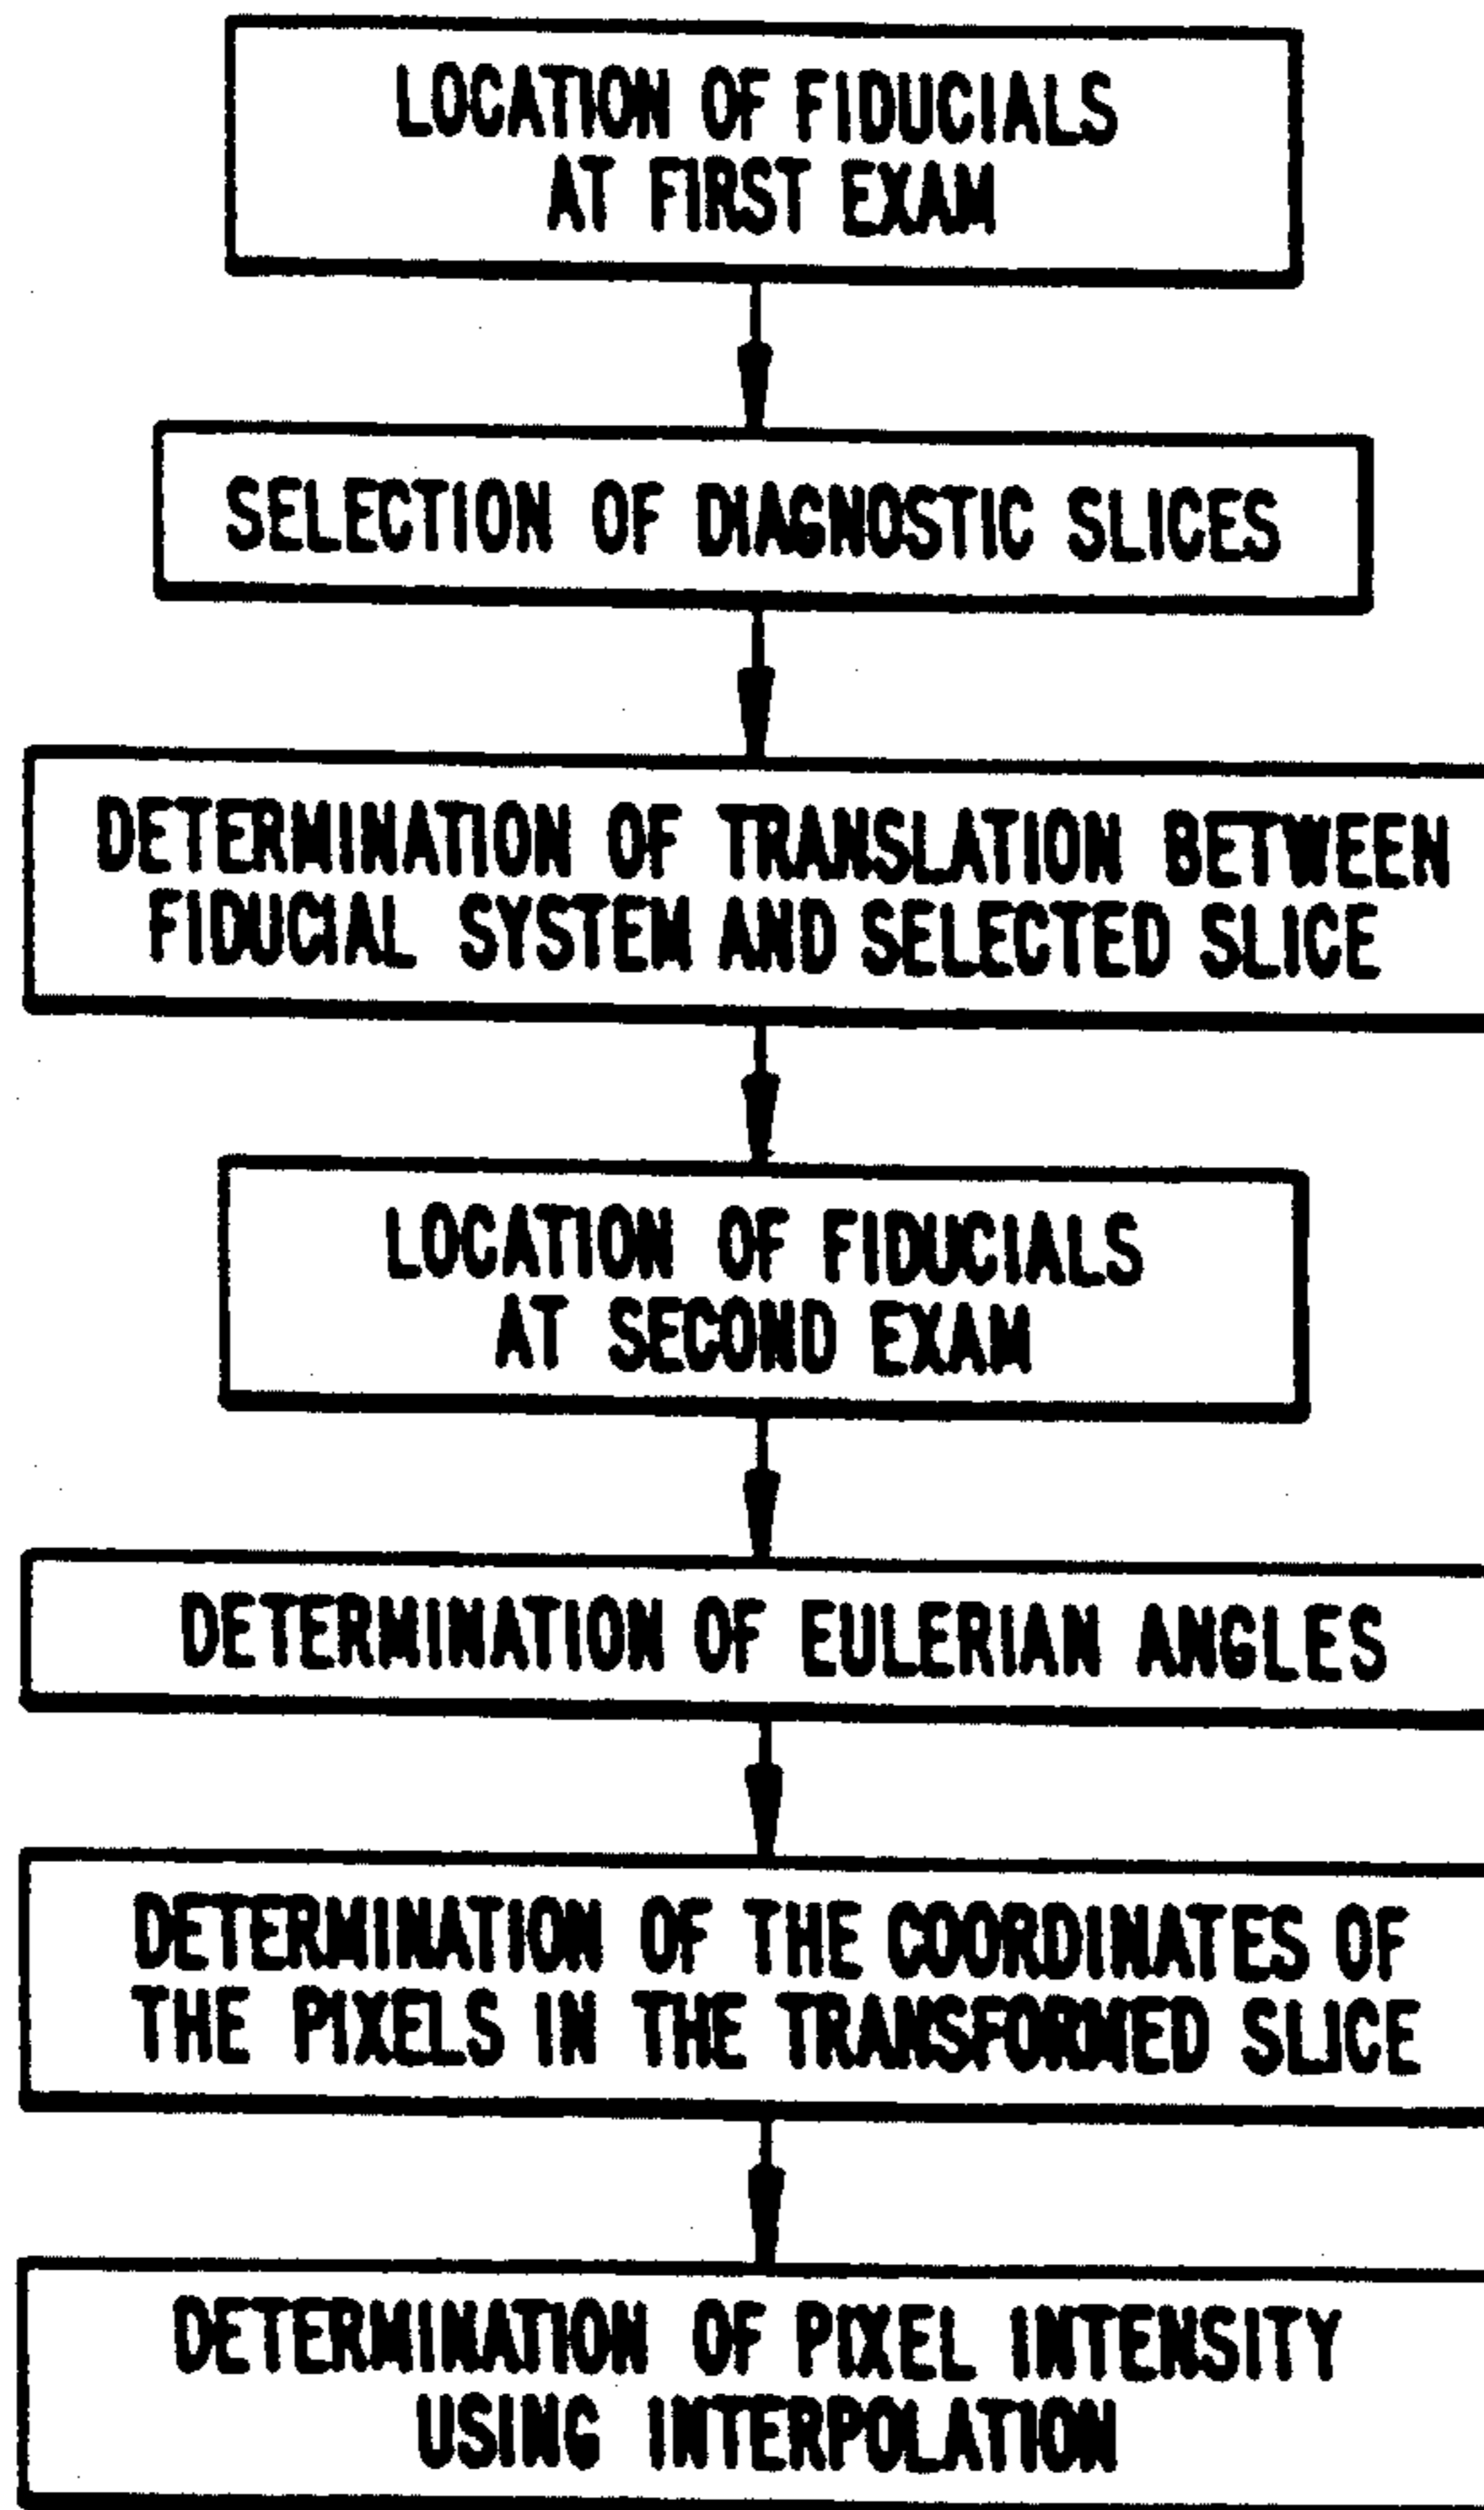 LOCATION OF FIDUCIALS
AT FIRST EXAM
SELECTION OF DIAGNOSTIC SLICES
DETERMINATION OF TRANSLATION BETWEEN
FIDUCIAL SYSTEM AND SELECTED SLICE
LOCATION OF FIDUCIALS
AT SECOND EXAM
DETERMINATION OF EULERIAN ANGLES
DETERMINATION OF THE COORDINATES OF
THE PIXELS IN THE TRANSFORMED SLICE
DETERMINATION OF PIXEL INTENSITY
USING INTERPOLATION